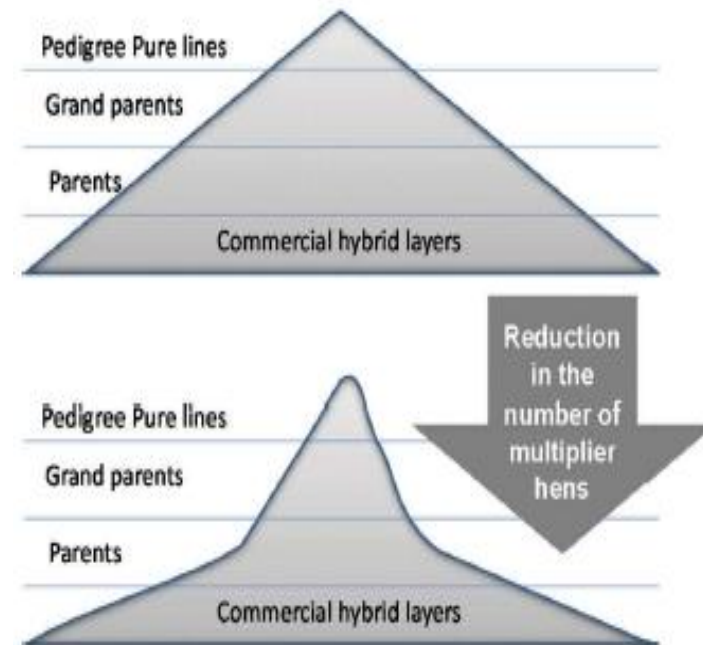 Pedigree Pure lines
Grand parents
Parents
Commercial hybrid layers
Reduction
in the
number of
multiplier
hens
Pedigree Pure lines
Grand parents
Parents
Commercial hybrid layers